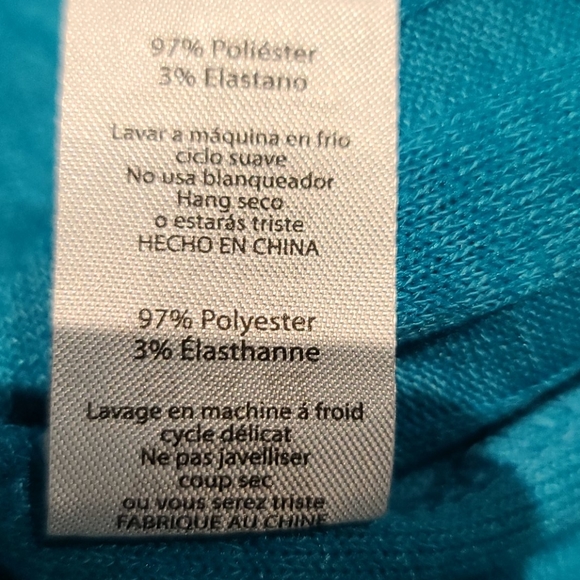 97% Poliéster
3% Elastano
Lavar a máquina en frio
ciclo suave
No usa blanqueador
Hang seco
o estarás triste
HECHO EN CHINA
97% Polyester
3% Élasthanne
Lavage en machine á froid
cycle délicat
Ne pas javelliser
coup sec
ou vous serez triste
FABRIQUÉ AU CHINE